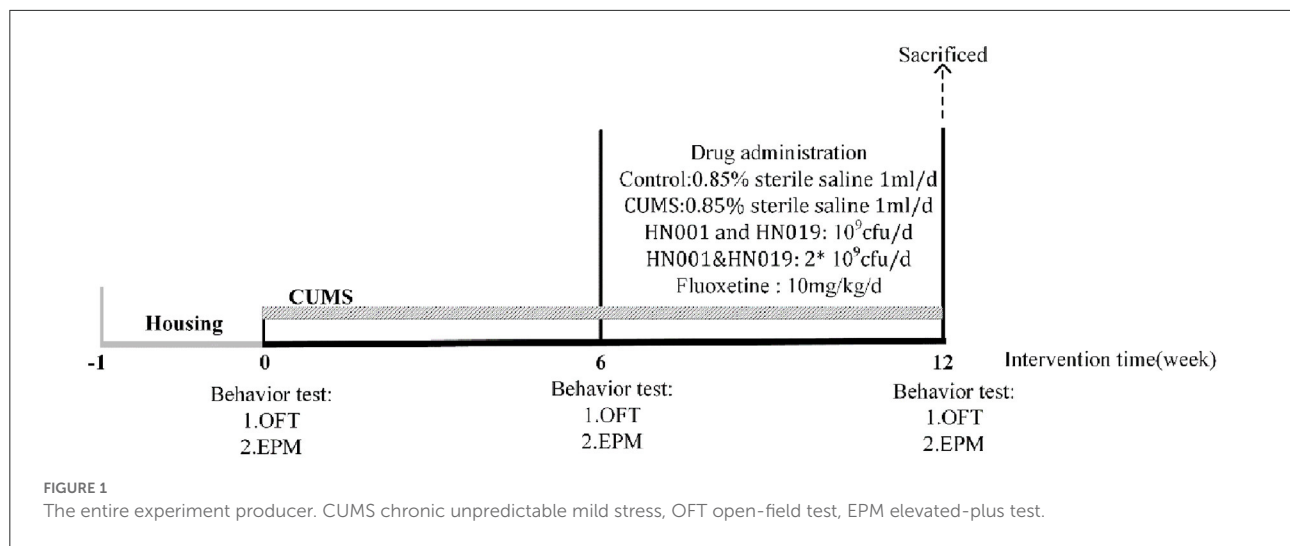 Sacrificed
Drug administration
Control:0.85% sterile saline 1ml/d
CUMS:0.85% sterile saline 1ml/d
HN001 and HN019: 10⁹cfu/d
HN001&HN019: 2* 10⁹cfu/d
Fluoxetine : 10mg/kg/d
CUMS
Housing
-1 0 6 12 Intervention time(week)
Behavior test:
1.OFT
2.EPM
Behavior test:
1.OFT
2.EPM
Behavior test:
1.OFT
2.EPM
FIGURE 1
The entire experiment producer. CUMS chronic unpredictable mild stress, OFT open-field test, EPM elevated-plus test.